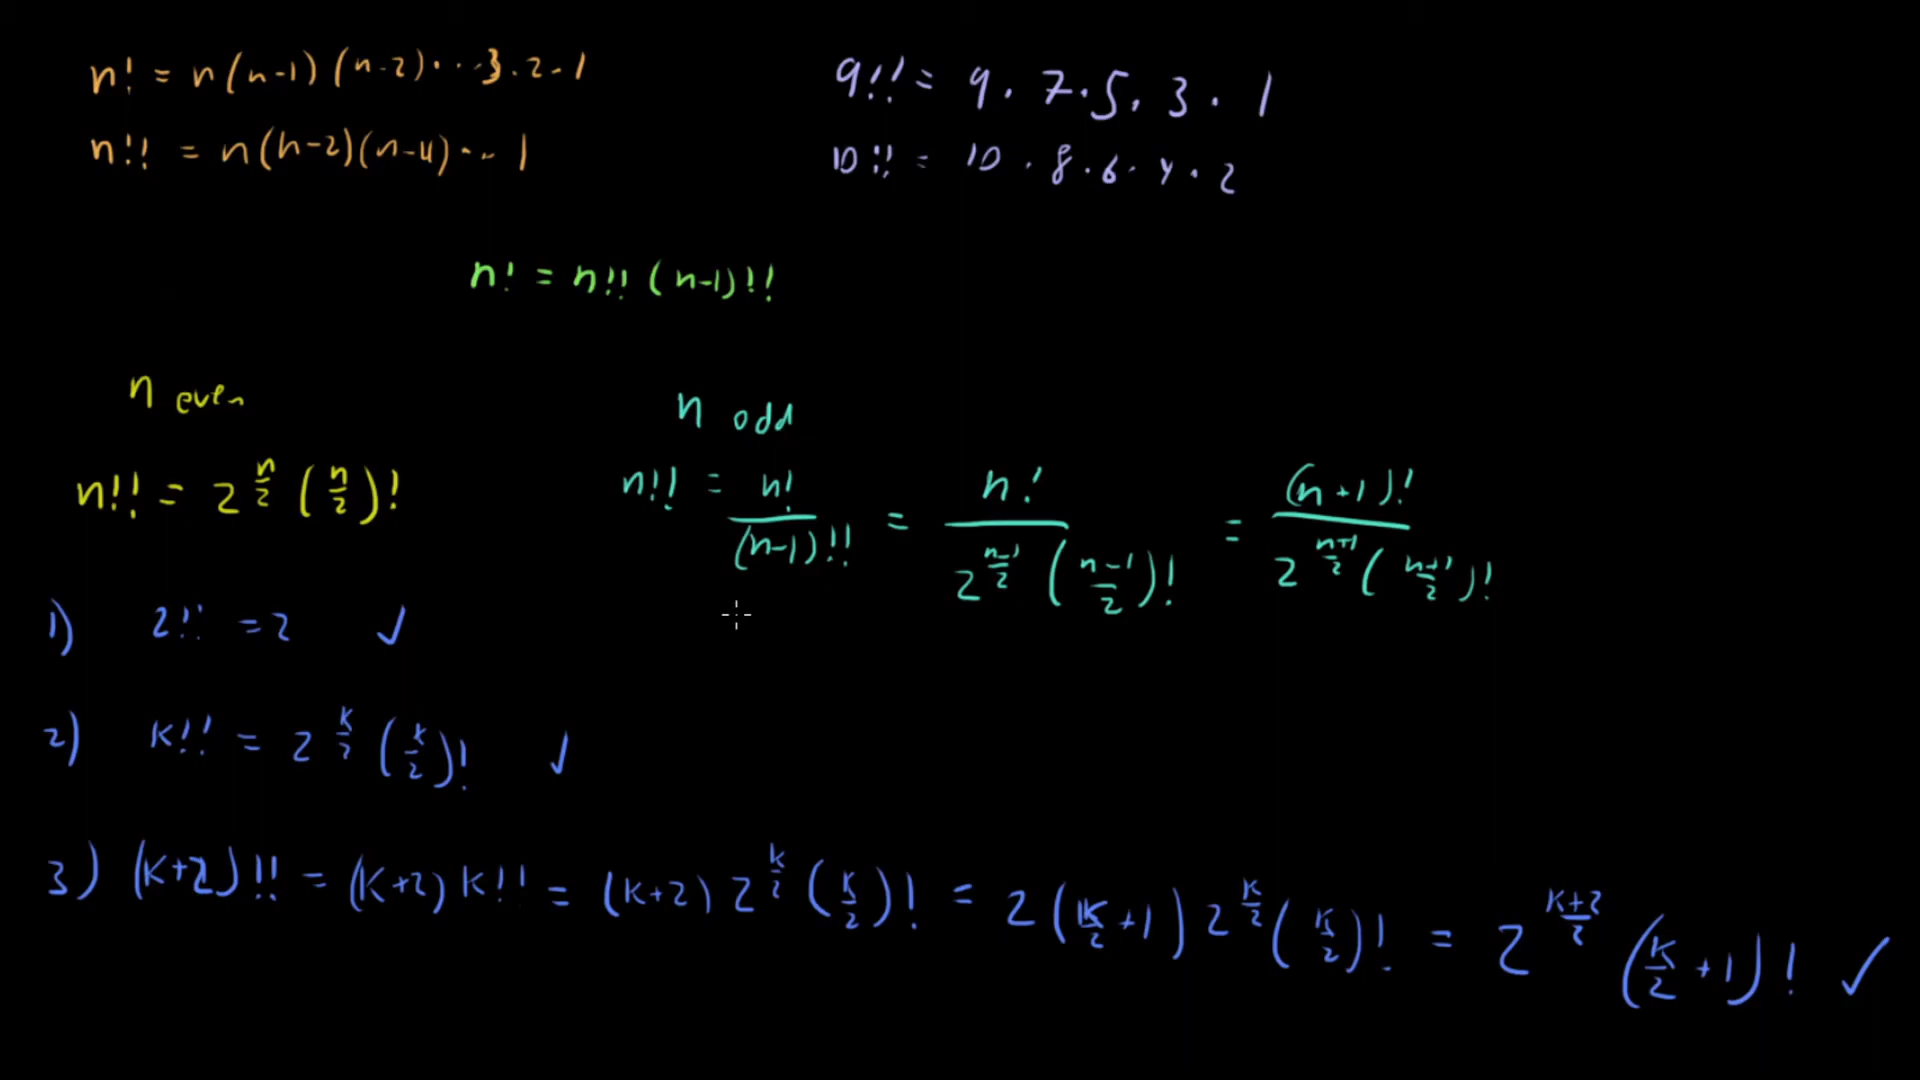 n! = n(n-1)(n-2)···3.2-1
n!! = n(n-2)(n-4)··- 1
9!! = 9·7·5·3·1
10!! = 10·8·6·4·2
n! = n!! (n-1)!!
n even
n!! = 2^(n/2) (n/2)!
n odd
n!! = n!/(n-1)!! = n!/(2^((n-1)/2) ((n-1)/2)!) = (n+1)!/(2^((n+1)/2) ((n+1)/2)!)
1) 2!! = 2 ✓
2) k!! = 2^(k/2) (k/2)! ✓
3) (k+2)!! = (k+2) k!! = (k+2) 2^(k/2) (k/2)! = 2(k/2 +1) 2^(k/2) (k/2)! = 2^((k+2)/2) (k/2 +1)! ✓